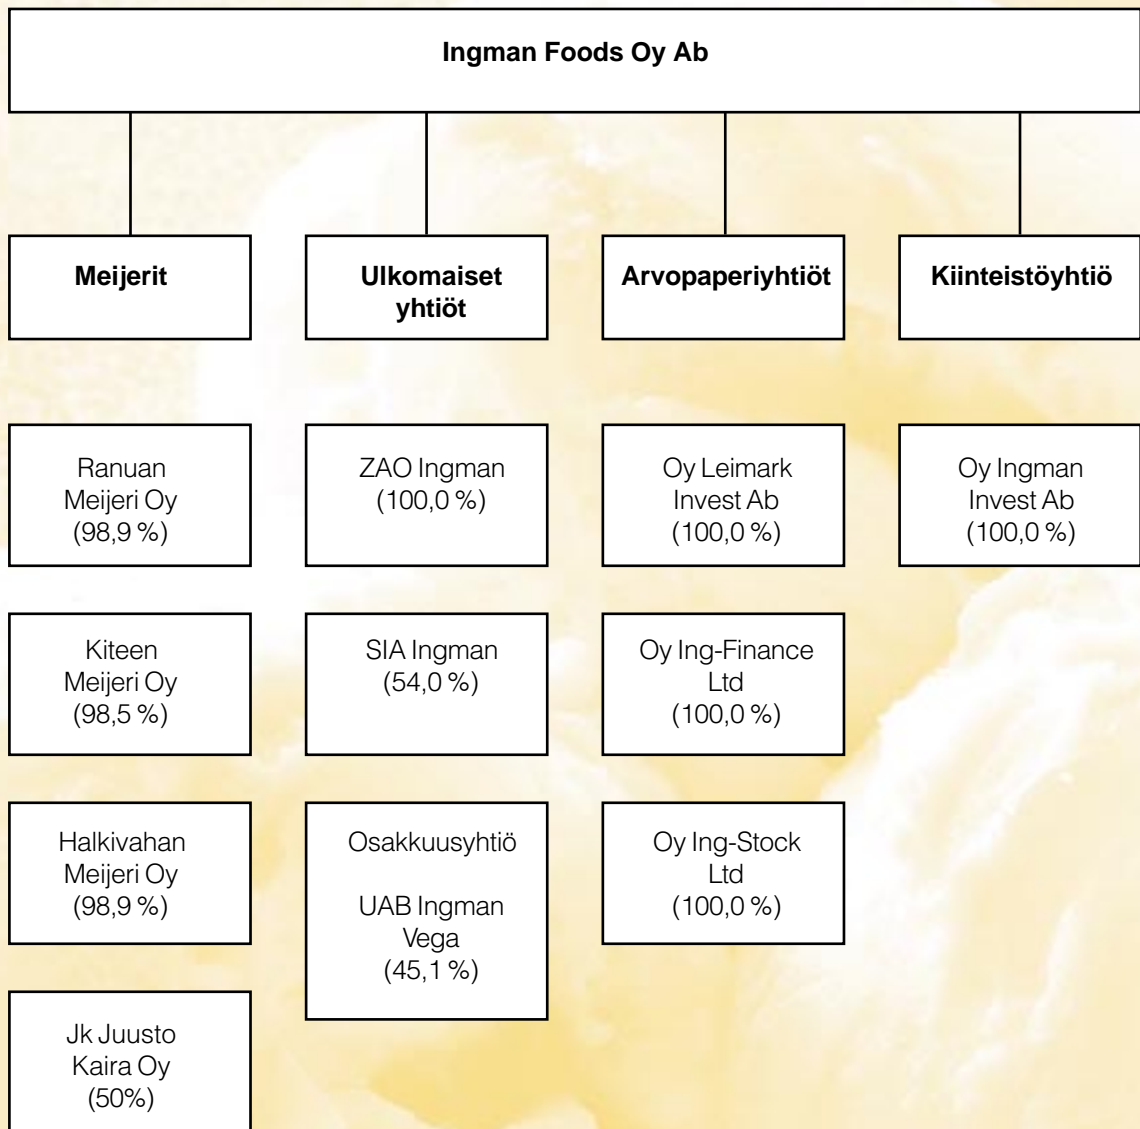 Ingman Foods Oy Ab
Meijerit
Ulkomaiset
yhtiöt
Arvopaperiyhtiöt
Kiinteistöyhtiö
Ranuan
Meijeri Oy
(98,9 %)
ZAO Ingman
(100,0 %)
Oy Leimark
Invest Ab
(100,0 %)
Oy Ingman
Invest Ab
(100,0 %)
Kiteen
Meijeri Oy
(98,5 %)
SIA Ingman
(54,0 %)
Oy Ing-Finance
Ltd
(100,0 %)
Halkivahan
Meijeri Oy
(98,9 %)
Osakkuusyhtiö
UAB Ingman
Vega
(45,1 %)
Oy Ing-Stock
Ltd
(100,0 %)
Jk Juusto
Kaira Oy
(50%)